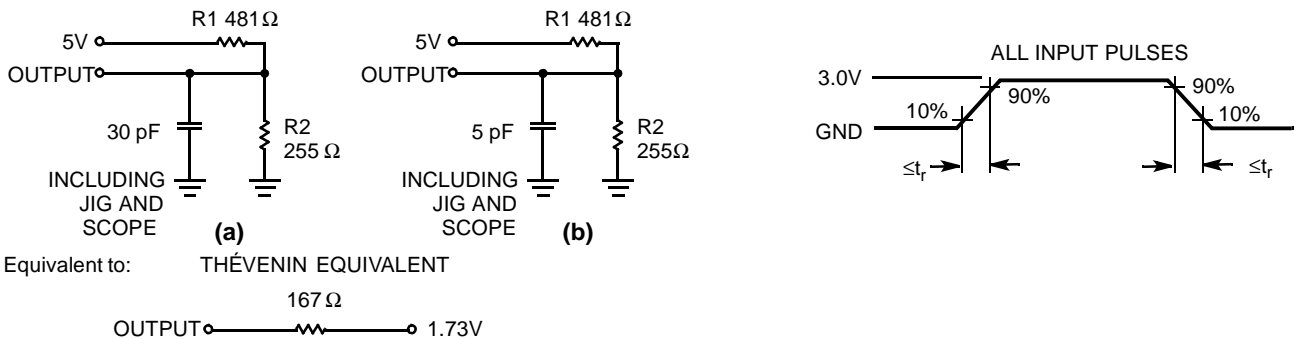 R1 481Ω
5V
OUTPUT
30 pF
R2
255 Ω
INCLUDING
JIG AND
SCOPE
(a)
R1 481Ω
5V
OUTPUT
5 pF
R2
255Ω
INCLUDING
JIG AND
SCOPE
(b)
ALL INPUT PULSES
3.0V
GND
10%
90%
90%
10%
≤tr
≤tr
Equivalent to: THÉVENIN EQUIVALENT
167 Ω
OUTPUT 1.73V